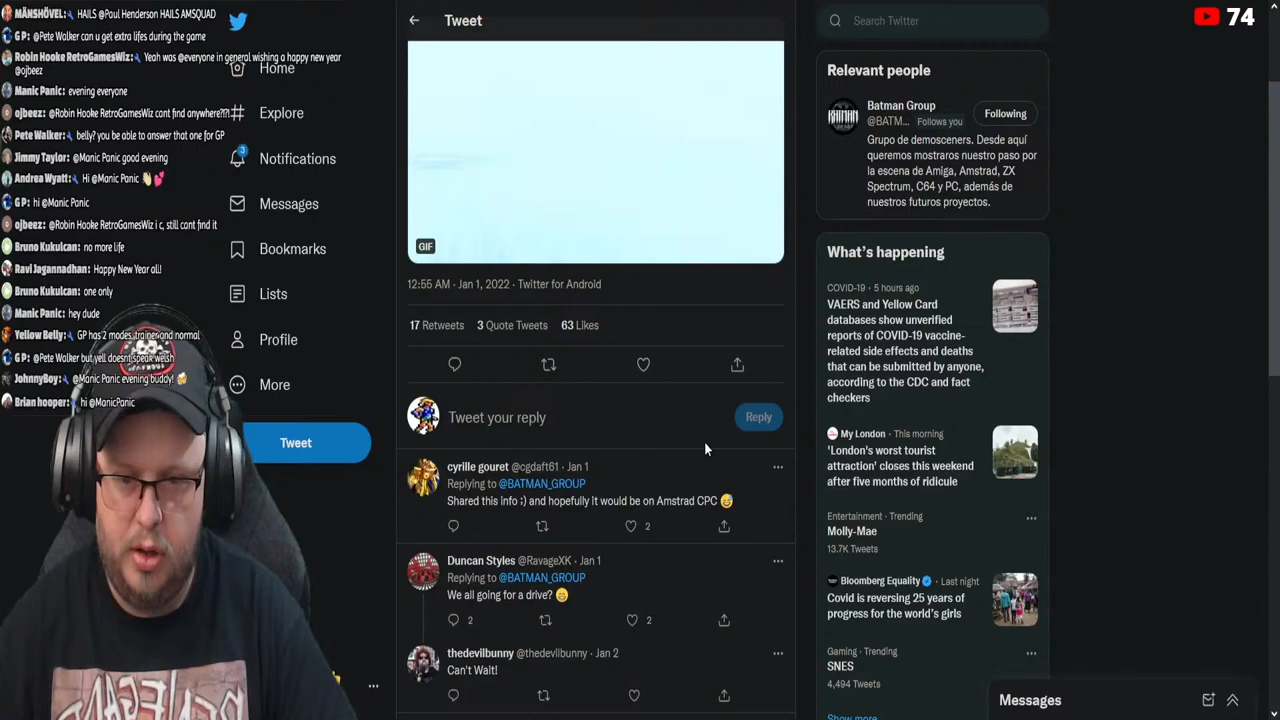 MÄNSHÖVEL: HAILS @Paul Henderson HAILS AMSQUAD
G P: @Pete Walker can u get extra lifes during the game
Robin Hooke RetroGamesWiz: Yeah was @everyone in general wishing a happy new year
@ojbeez
Manic Panic: evening everyone
ojbeez: @Robin Hooke RetroGamesWiz cant find anywhere?!?!
Pete Walker: belly? you be able to answer that one for GP
Jimmy Taylor: @Manic Panic good evening
Andrea Wyatt: Hi @Manic Panic 👋 💕
G P: hi @Manic Panic
ojbeez: @Robin Hooke RetroGamesWiz i c, still cant find it
Bruno Kukulcan: no more life
Ravi Jagannadhan: Happy New Year all!
Bruno Kukulcan: one only
Manic Panic: hey dude
Yellow Belly: GP has 2 modes, trainer and normal
G P: @Pete Walker but yell doesnt speak welsh
JohnnyBoy: @Manic Panic evening buddy! 🍻
Brian hooper: hi @ManicPanic
Home
Explore
3
Notifications
Messages
Bookmarks
Lists
Profile
More
Tweet
Tweet
GIF
12:55 AM · Jan 1, 2022 · Twitter for Android
17 Retweets 3 Quote Tweets 63 Likes
Tweet your reply
Reply
cyrille gouret @cgdaft61 · Jan 1
Replying to @BATMAN_GROUP
Shared this info ;) and hopefully it would be on Amstrad CPC 😅
2
Duncan Styles @RavageXK · Jan 1
Replying to @BATMAN_GROUP
We all going for a drive? 😁
2 2
thedevilbunny @thedevilbunny · Jan 2
Can't Wait!
Search Twitter
74
Relevant people
Batman Group
@BATM... Follows you
Following
Grupo de demosceners. Desde aquí
queremos mostraros nuestro paso por
la escena de Amiga, Amstrad, ZX
Spectrum, C64 y PC, además de
nuestros futuros proyectos.
What's happening
COVID-19 · 5 hours ago
VAERS and Yellow Card
databases show unverified
reports of COVID-19 vaccine-
related side effects and deaths
that can be submitted by anyone,
according to the CDC and fact
checkers
My London · This morning
'London's worst tourist
attraction' closes this weekend
after five months of ridicule
Entertainment · Trending
Molly-Mae
13.7K Tweets
Bloomberg Equality · Last night
Covid is reversing 25 years of
progress for the world's girls
Gaming · Trending
SNES
4,494 Tweets
Show more
Messages